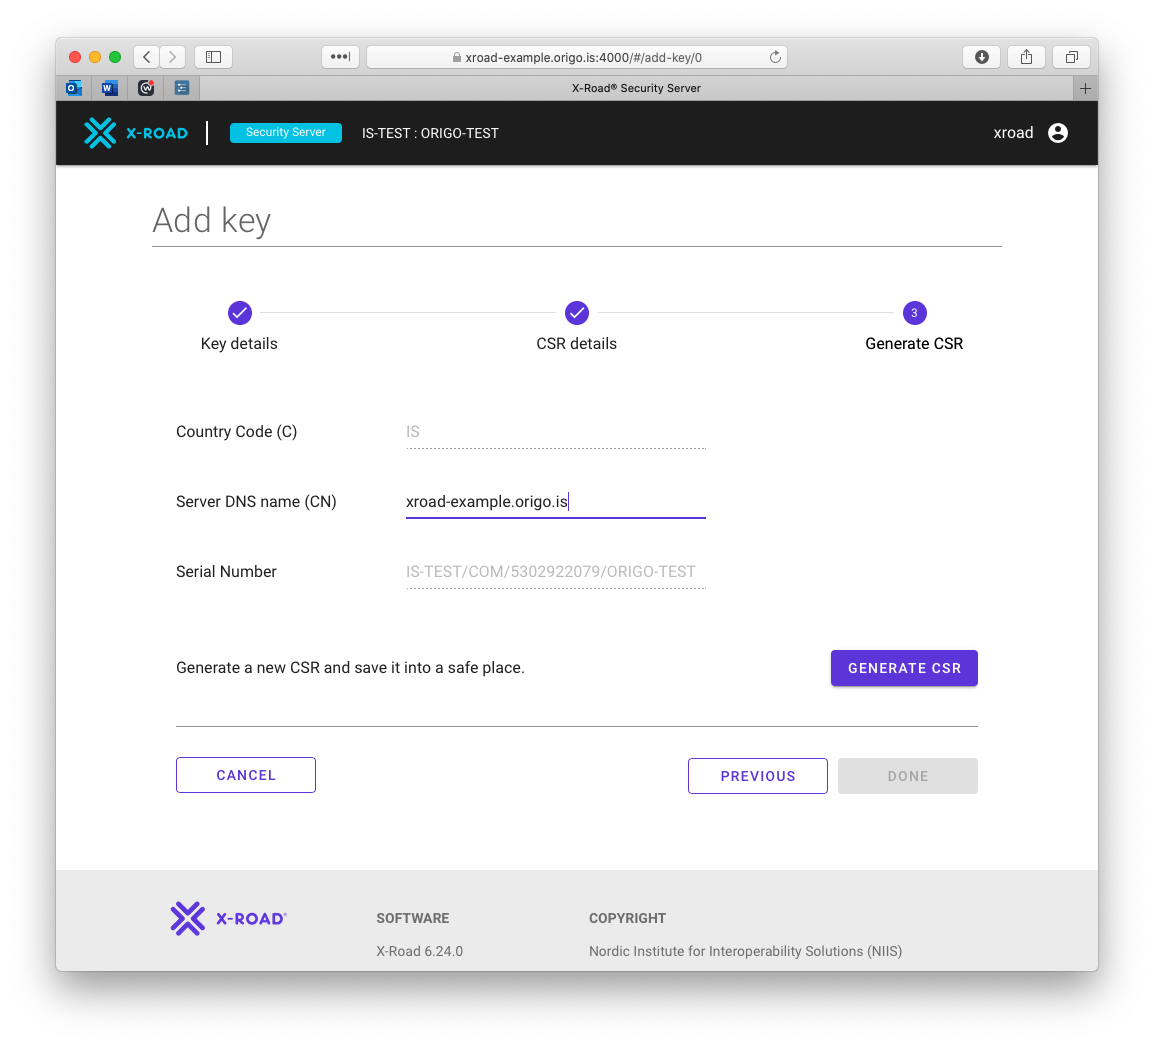 xroad-example.origo.is:4000/#/add-key/0
X-Road® Security Server
X-ROAD
Security Server
IS-TEST : ORIGO-TEST
xroad
Add key
3
Key details
CSR details
Generate CSR
Country Code (C)
IS
Server DNS name (CN)
xroad-example.origo.is
Serial Number
IS-TEST/COM/5302922079/ORIGO-TEST
Generate a new CSR and save it into a safe place.
GENERATE CSR
CANCEL
PREVIOUS
DONE
X-ROAD®
SOFTWARE
COPYRIGHT
X-Road 6.24.0
Nordic Institute for Interoperability Solutions (NIIS)